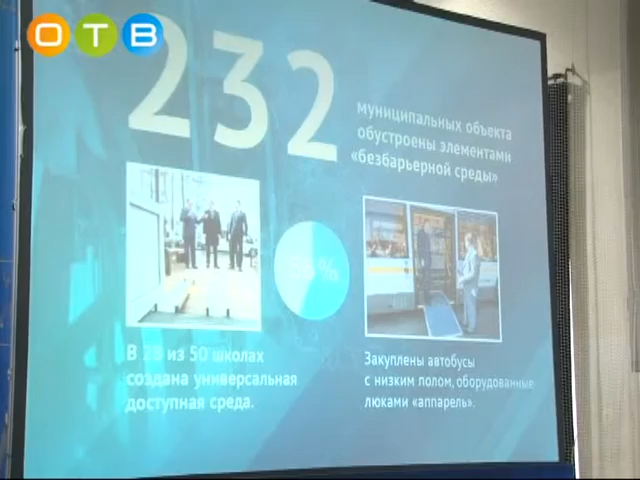 ОТВ
232
муниципальных объекта
обустроены элементами
«безбарьерной среды»
%
В из 50 школах
создана универсальная
доступная среда.
Закуплены автобусы
с низким полом, оборудованные
люками «аппарель».